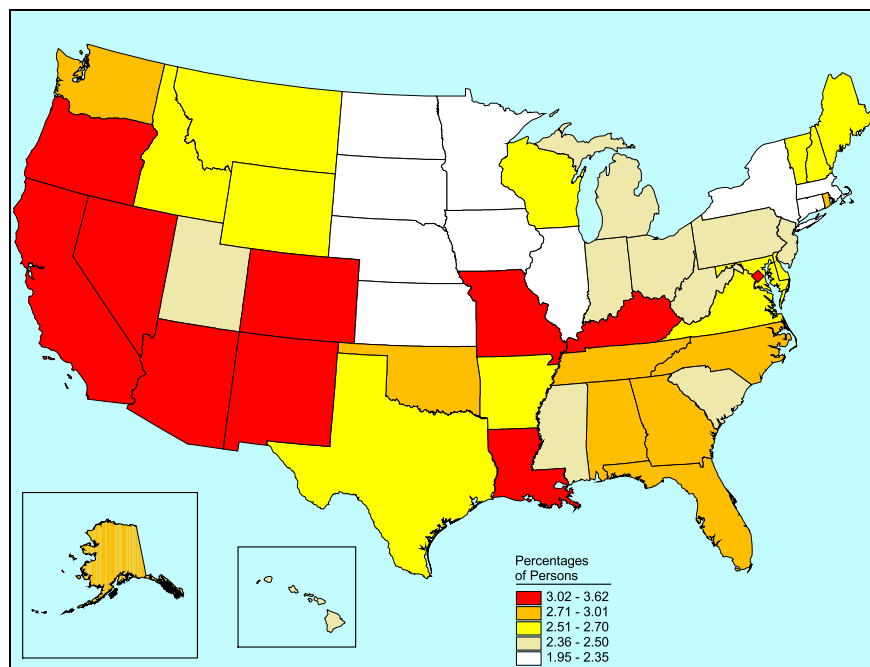 Percentages
of Persons
3.02 - 3.62
2.71 - 3.01
2.51 - 2.70
2.36 - 2.50
1.95 - 2.35